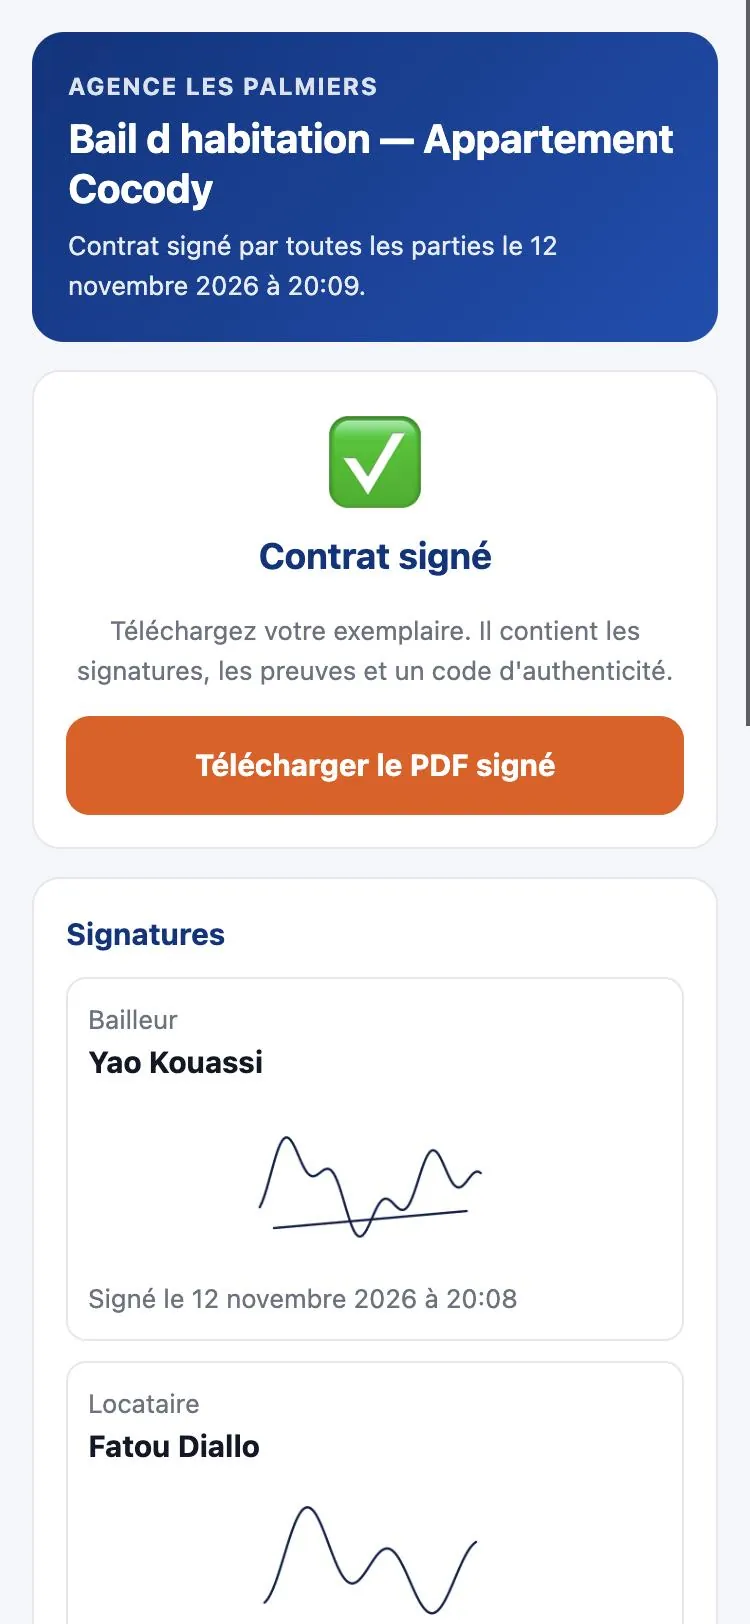 AGENCE LES PALMIERS
Bail d habitation — Appartement
Cocody
Contrat signé par toutes les parties le 12
novembre 2026 à 20:09.
Contrat signé
Téléchargez votre exemplaire. Il contient les
signatures, les preuves et un code d'authenticité.
Télécharger le PDF signé
Signatures
Bailleur
Yao Kouassi
Signé le 12 novembre 2026 à 20:08
Locataire
Fatou Diallo